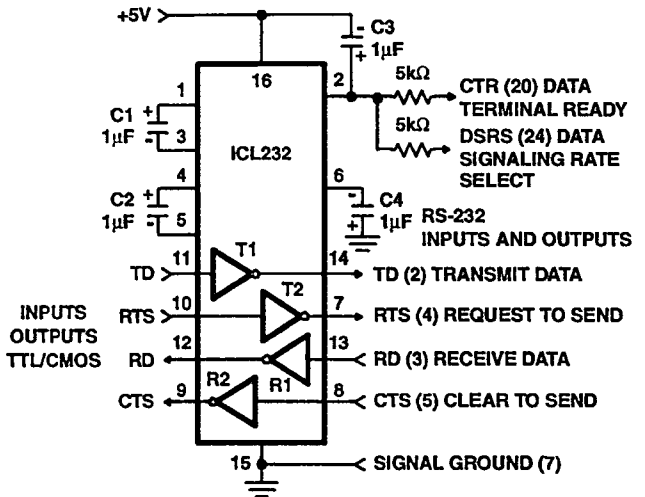 +5V
-
C3
1μF
+
16
2
5kΩ
CTR (20) DATA
TERMINAL READY
1
C1
+
1μF
-
3
ICL232
5kΩ
DSRS (24) DATA
SIGNALING RATE
SELECT
4
C2
+
1μF
-
5
6
-
C4
+
1μF
RS-232
INPUTS AND OUTPUTS
TD
11
T1
14
TD (2) TRANSMIT DATA
INPUTS
OUTPUTS
TTL/CMOS
RTS
10
T2
7
RTS (4) REQUEST TO SEND
RD
12
R1
13
RD (3) RECEIVE DATA
CTS
9
R2
8
CTS (5) CLEAR TO SEND
15
SIGNAL GROUND (7)